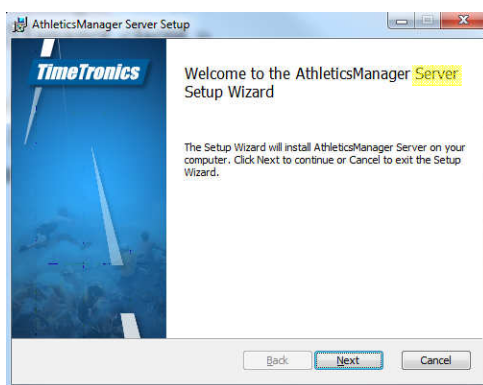 AthleticsManager Server Setup
TimeTronics
Welcome to the AthleticsManager Server
Setup Wizard
The Setup Wizard will install AthleticsManager Server on your
computer. Click Next to continue or Cancel to exit the Setup
Wizard.
Back Next Cancel